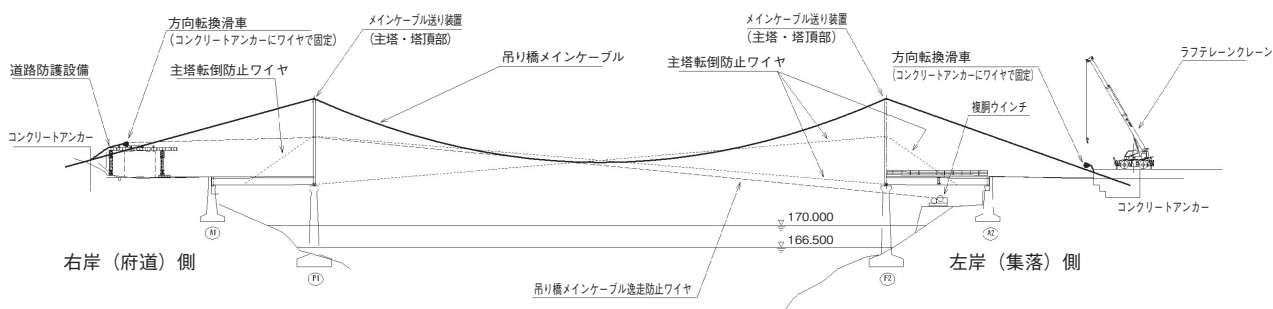 方向転換滑車
(コンクリートアンカーにワイヤで固定)
道路防護設備
主塔転倒防止ワイヤ
コンクリートアンカー
メインケーブル送り装置
(主塔・塔頂部)
吊り橋メインケーブル
主塔転倒防止ワイヤ
メインケーブル送り装置
(主塔・塔頂部)
方向転換滑車
(コンクリートアンカーにワイヤで固定)
複胴ウインチ
ラフテレーンクレーン
コンクリートアンカー
170.000
166.500
A1
P1
P2
A2
右岸（府道）側
左岸（集落）側
吊り橋メインケーブル逸走防止ワイヤ